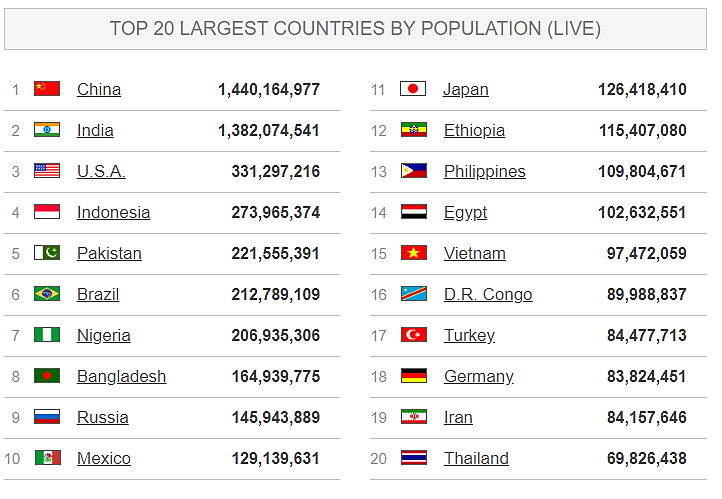 TOP 20 LARGEST COUNTRIES BY POPULATION (LIVE)
1 China 1,440,164,977
2 India 1,382,074,541
3 U.S.A. 331,297,216
4 Indonesia 273,965,374
5 Pakistan 221,555,391
6 Brazil 212,789,109
7 Nigeria 206,935,306
8 Bangladesh 164,939,775
9 Russia 145,943,889
10 Mexico 129,139,631
11 Japan 126,418,410
12 Ethiopia 115,407,080
13 Philippines 109,804,671
14 Egypt 102,632,551
15 Vietnam 97,472,059
16 D.R. Congo 89,988,837
17 Turkey 84,477,713
18 Germany 83,824,451
19 Iran 84,157,646
20 Thailand 69,826,438